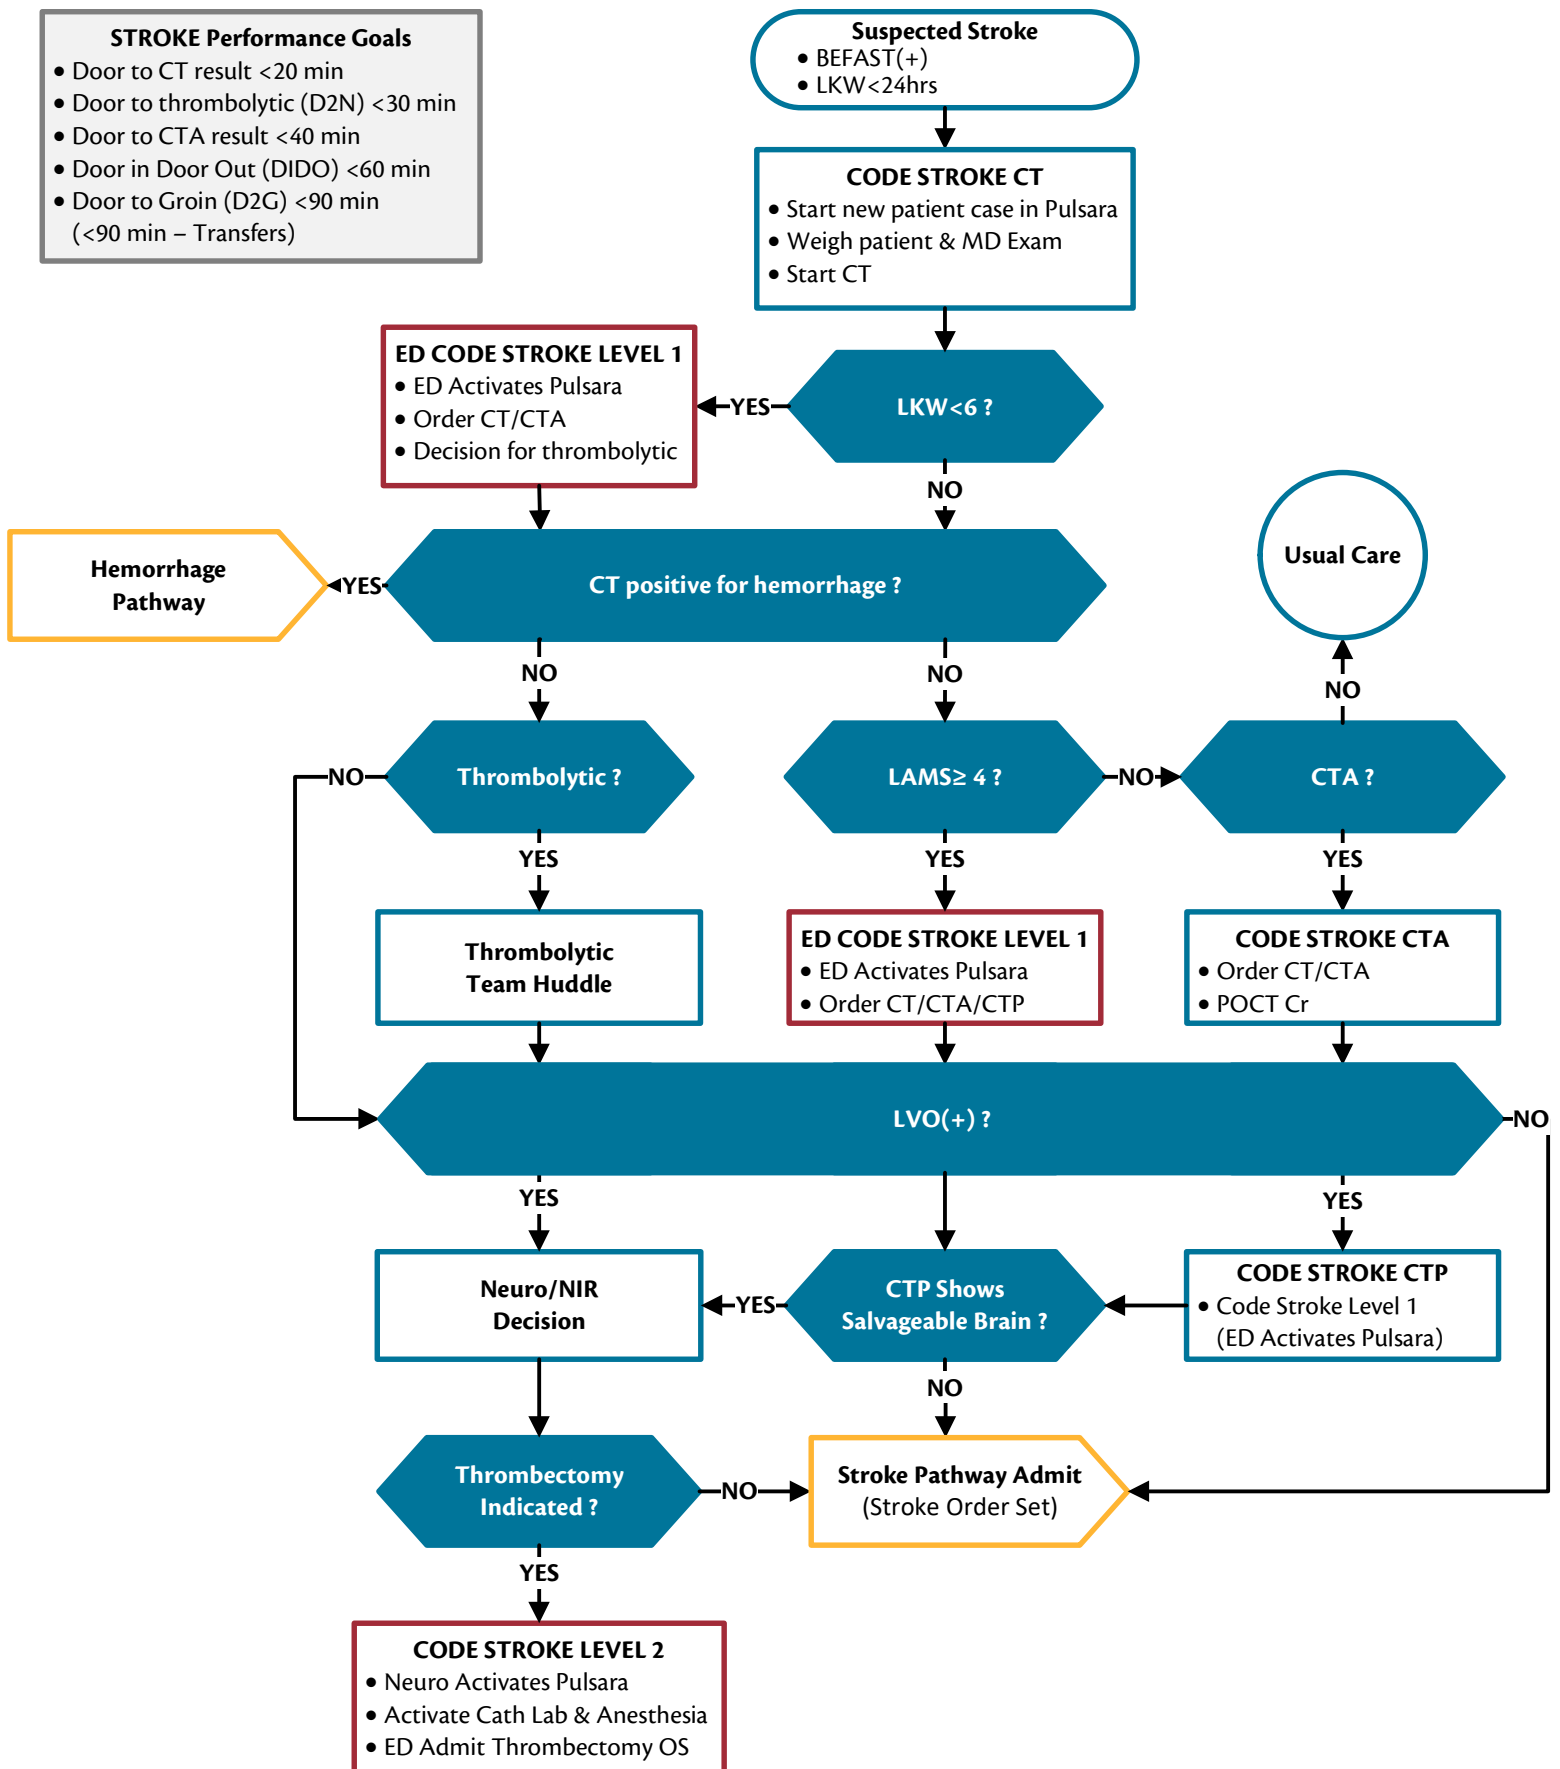 STROKE Performance Goals
• Door to CT result <20 min
• Door to thrombolytic (D2N) <30 min
• Door to CTA result <40 min
• Door in Door Out (DIDO) <60 min
• Door to Groin (D2G) <90 min
(<90 min – Transfers)
Suspected Stroke
• BEFAST(+)
• LKW<24hrs
CODE STROKE CT
• Start new patient case in Pulsara
• Weigh patient & MD Exam
• Start CT
ED CODE STROKE LEVEL 1
• ED Activates Pulsara
• Order CT/CTA
• Decision for thrombolytic
YES
LKW<6 ?
NO
Hemorrhage
Pathway
YES
CT positive for hemorrhage ?
Usual Care
NO
NO
NO
NO
Thrombolytic ?
LAMS≥ 4 ?
NO
CTA ?
YES
YES
YES
Thrombolytic
Team Huddle
ED CODE STROKE LEVEL 1
• ED Activates Pulsara
• Order CT/CTA/CTP
CODE STROKE CTA
• Order CT/CTA
• POCT Cr
LVO(+) ?
NO
YES
YES
Neuro/NIR
Decision
YES
CTP Shows
Salvageable Brain ?
CODE STROKE CTP
• Code Stroke Level 1
(ED Activates Pulsara)
NO
Thrombectomy
Indicated ?
NO
Stroke Pathway Admit
(Stroke Order Set)
YES
CODE STROKE LEVEL 2
• Neuro Activates Pulsara
• Activate Cath Lab & Anesthesia
• ED Admit Thrombectomy OS